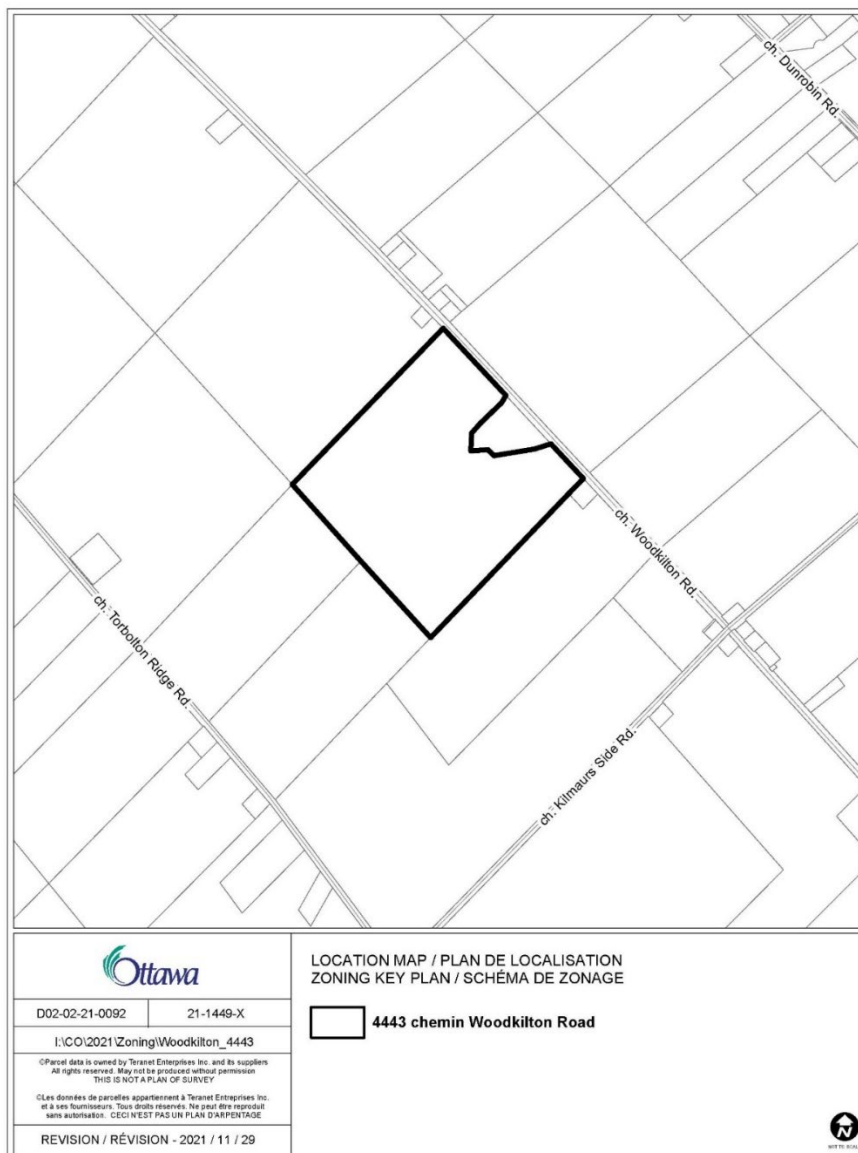 ch. Dunrobin Rd.
ch. Woodkilton Rd.
ch. Torbolton Ridge Rd.
ch. Kilmaurs Side Rd.
Ottawa
D02-02-21-0092
21-1449-X
I:\CO\2021\Zoning\Woodkilton_4443
©Parcel data is owned by Teranet Enterprises Inc. and its suppliers
All rights reserved. May not be produced without permission
THIS IS NOT A PLAN OF SURVEY
©Les données de parcelles appartiennent à Teranet Entreprises Inc.
et à ses fournisseurs. Tous droits réservés. Ne peut être reproduit
sans autorisation. CECI N'EST PAS UN PLAN D'ARPENTAGE
REVISION / RÉVISION - 2021 / 11 / 29
LOCATION MAP / PLAN DE LOCALISATION
ZONING KEY PLAN / SCHÉMA DE ZONAGE
4443 chemin Woodkilton Road
N
NOT TO SCALE